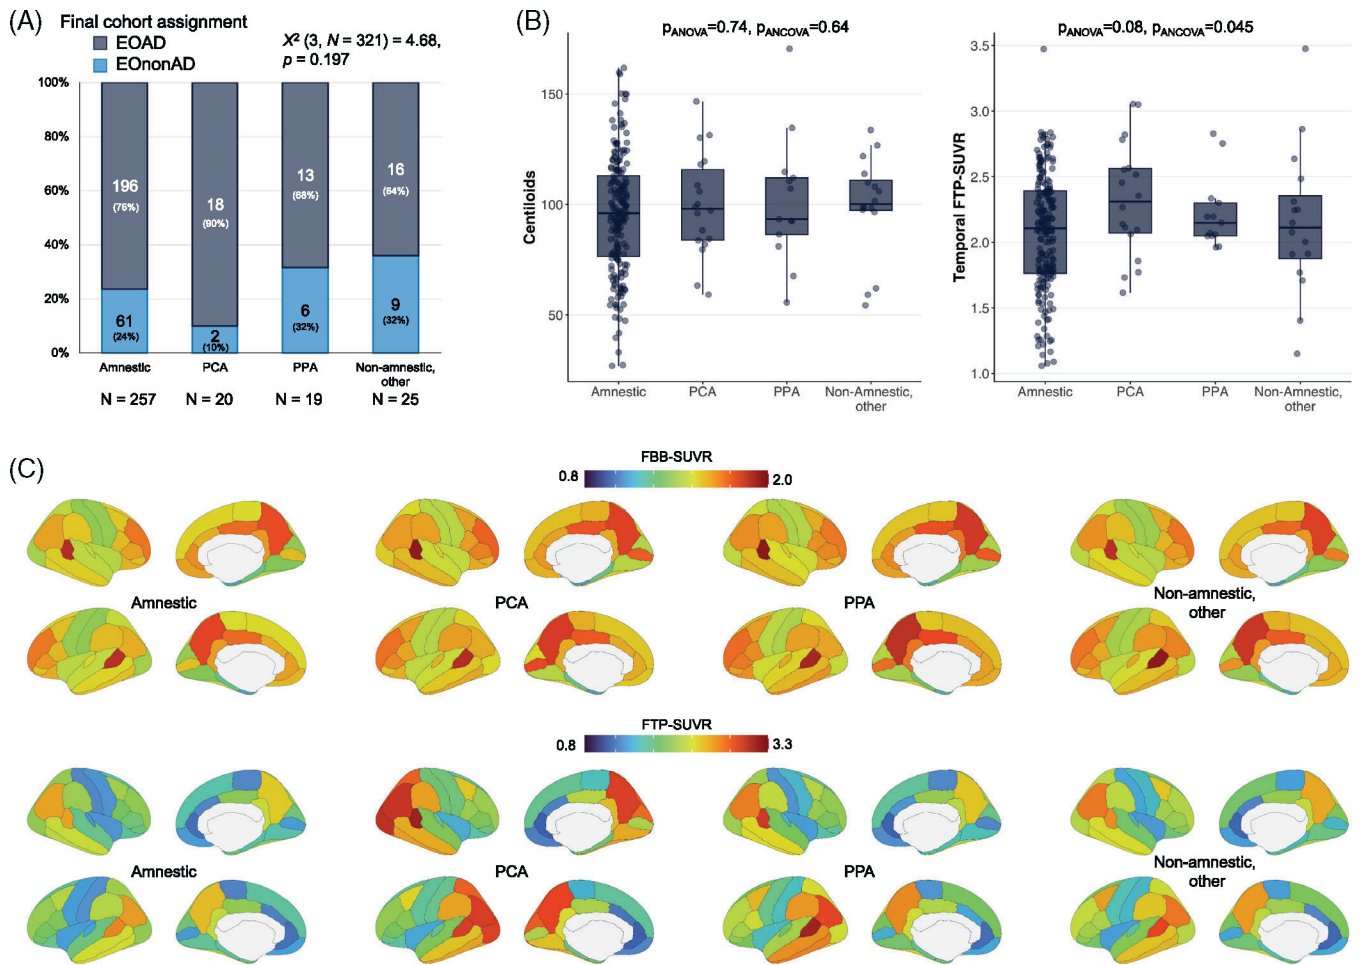 (A)
Final cohort assignment
EOAD
EOnonAD
X² (3, N = 321) = 4.68,
p = 0.197
100%
80%
60%
40%
20%
0%
196
(76%)
61
(24%)
18
(90%)
2
(10%)
13
(68%)
6
(32%)
16
(64%)
9
(32%)
Amnestic
PCA
PPA
Non-amnestic,
other
N = 257
N = 20
N = 19
N = 25
(B)
pANOVA=0.74, pANCOVA=0.64
Centiloids
150
100
50
Amnestic
PCA
PPA
Non-Amnestic,
other
pANOVA=0.08, pANCOVA=0.045
Temporal FTP-SUVR
3.5
3.0
2.5
2.0
1.5
1.0
Amnestic
PCA
PPA
Non-Amnestic,
other
(C)
FBB-SUVR
0.8
2.0
Amnestic
PCA
PPA
Non-amnestic,
other
FTP-SUVR
0.8
3.3
Amnestic
PCA
PPA
Non-amnestic,
other